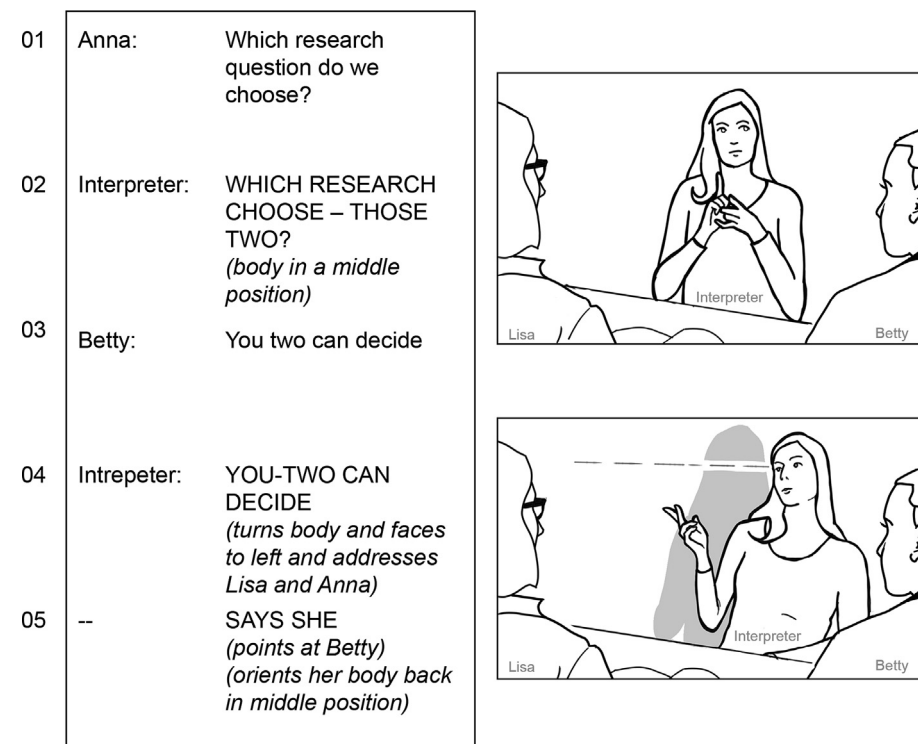 01 Anna: Which research
question do we
choose?
02 Interpreter: WHICH RESEARCH
CHOOSE – THOSE
TWO?
(body in a middle
position)
03 Betty: You two can decide
04 Intrepeter: YOU-TWO CAN
DECIDE
(turns body and faces
to left and addresses
Lisa and Anna)
05 -- SAYS SHE
(points at Betty)
(orients her body back
in middle position)
Interpreter
Lisa Betty
Interpreter
Lisa Betty